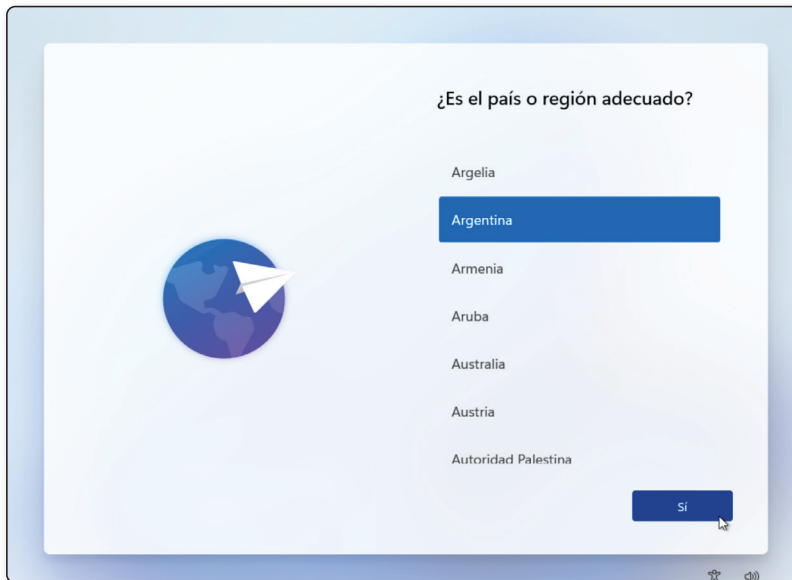 ¿Es el país o región adecuado?
Argelia
Argentina
Armenia
Aruba
Australia
Austria
Autoridad Palestina
Sí